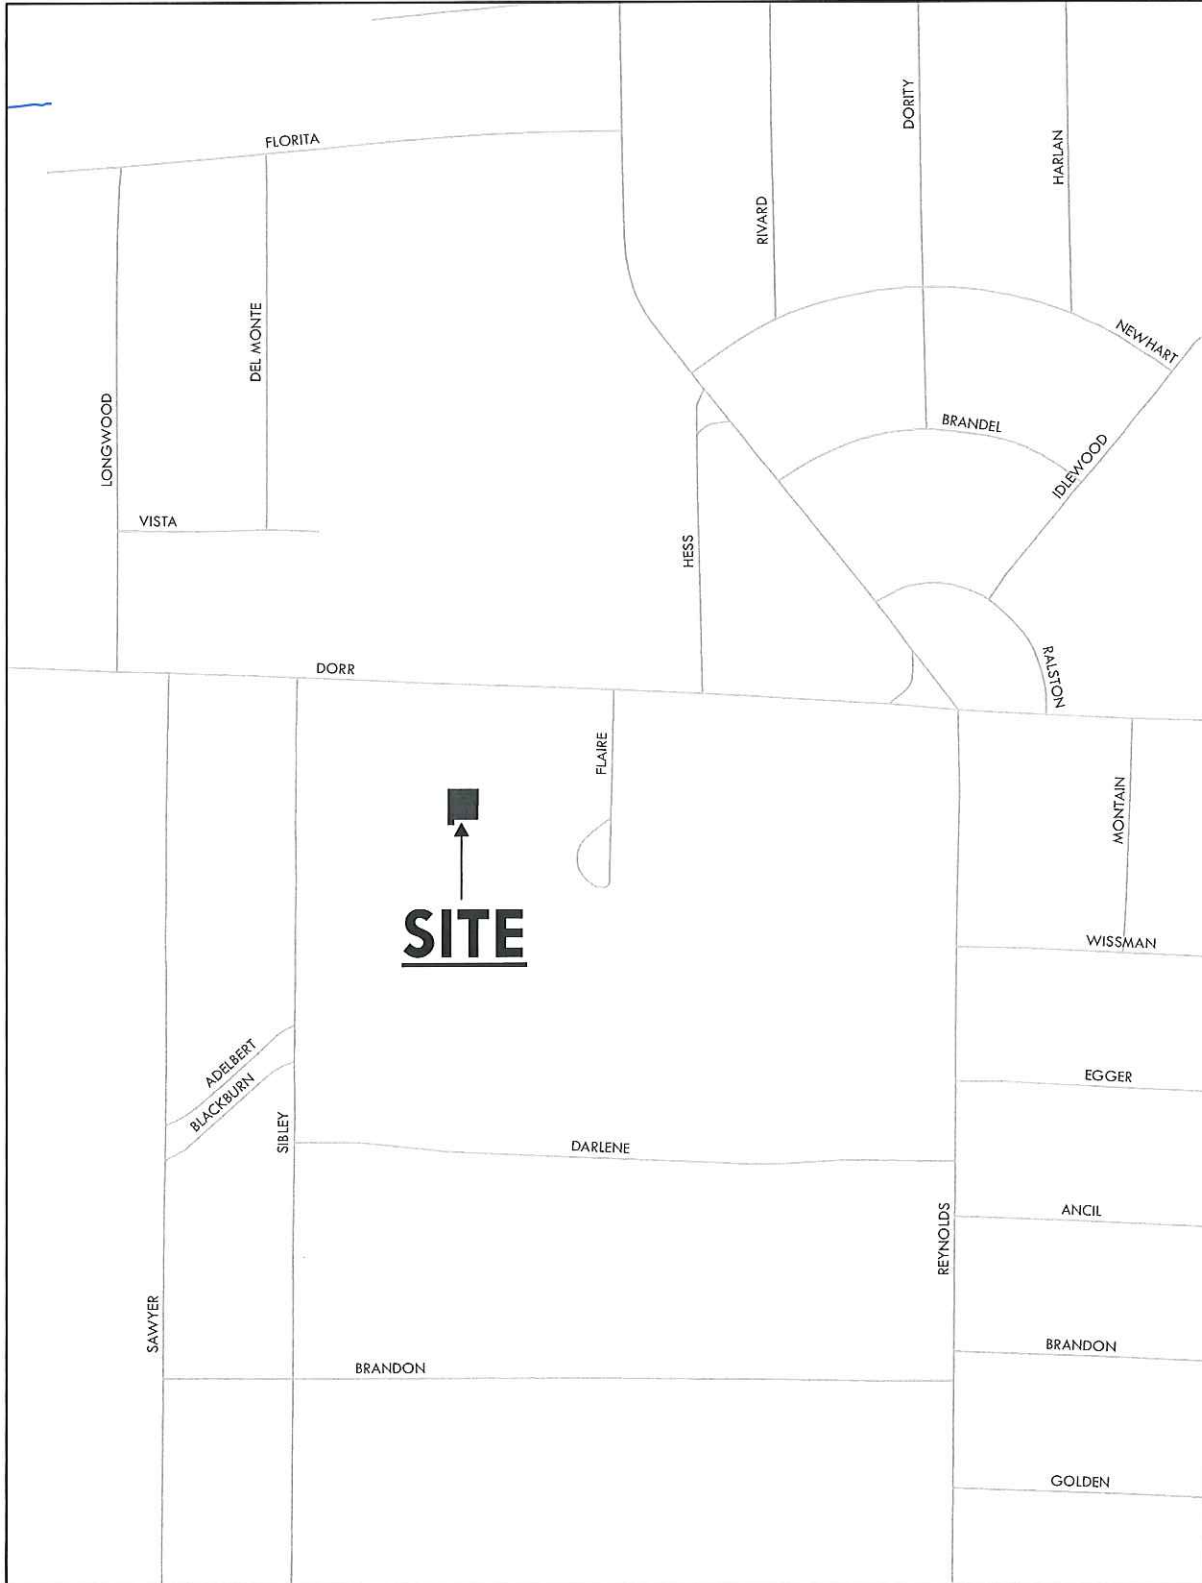 DORITY
HARLAN
FLORITA
RIVARD
DEL MONTE
NEWHART
LONGWOOD
BRANDEL
IDLEWOOD
VISTA
HESS
DORR
RALSTON
FLAIRE
MONTAIN
SITE
WISSMAN
ADELBERT
EGGER
BLACKBURN
SIBLEY
DARLENE
ANCIL
REYNOLDS
SAWYER
BRANDON
BRANDON
GOLDEN